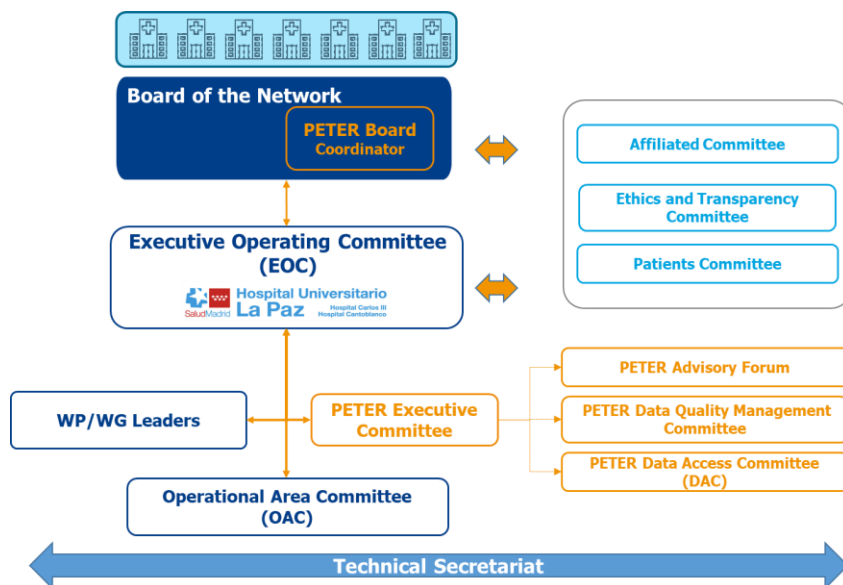 Board of the Network
PETER Board
Coordinator
Affiliated Committee
Ethics and Transparency
Committee
Patients Committee
Executive Operating Committee
(EOC)
SaludMadrid
Hospital Universitario
La Paz
Hospital Carlos III
Hospital Cantoblanco
WP/WG Leaders
PETER Executive
Committee
PETER Advisory Forum
PETER Data Quality Management
Committee
PETER Data Access Committee
(DAC)
Operational Area Committee
(OAC)
Technical Secretariat